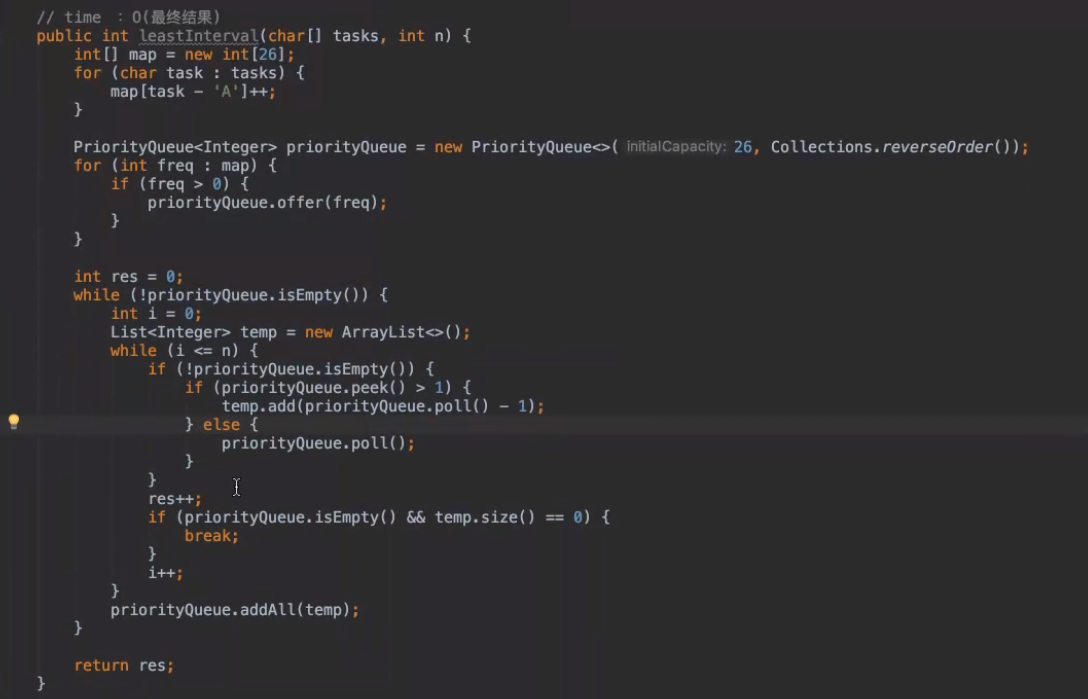 // time : O(最终结果)
public int leastInterval(char[] tasks, int n) {
    int[] map = new int[26];
    for (char task : tasks) {
        map[task - 'A']++;
    }

    PriorityQueue<Integer> priorityQueue = new PriorityQueue<>( initialCapacity: 26, Collections.reverseOrder());
    for (int freq : map) {
        if (freq > 0) {
            priorityQueue.offer(freq);
        }
    }

    int res = 0;
    while (!priorityQueue.isEmpty()) {
        int i = 0;
        List<Integer> temp = new ArrayList<>();
        while (i <= n) {
            if (!priorityQueue.isEmpty()) {
                if (priorityQueue.peek() > 1) {
                    temp.add(priorityQueue.poll() - 1);
                } else {
                    priorityQueue.poll();
                }
            }
            res++;
            if (priorityQueue.isEmpty() && temp.size() == 0) {
                break;
            }
            i++;
        }
        priorityQueue.addAll(temp);
    }

    return res;
}